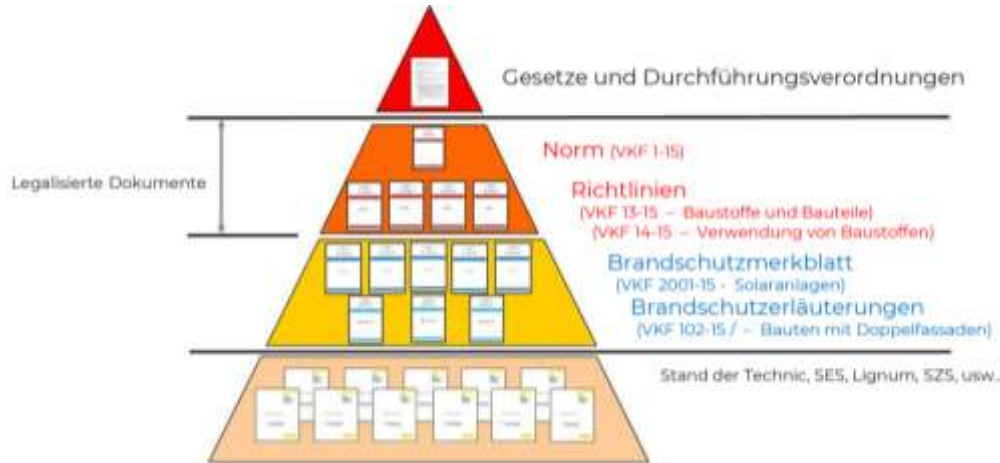 Gesetze und Durchführungsverordnungen
Legalisierte Dokumente
Norm (VKF 1-15)
Richtlinien
(VKF 13-15 – Baustoffe und Bauteile)
(VKF 14-15 – Verwendung von Baustoffen)
Brandschutzmerkblatt
(VKF 2001-15 - Solaranlagen)
Brandschutzerläuterungen
(VKF 102-15 / – Bauten mit Doppelfassaden)
Stand der Technic, SES, Lignum, SZS, usw..